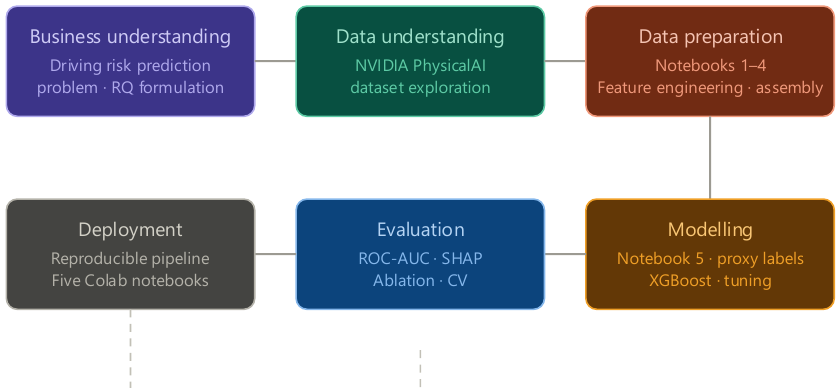 Business understanding
Driving risk prediction
problem · RQ formulation
Data understanding
NVIDIA PhysicalAI
dataset exploration
Data preparation
Notebooks 1–4
Feature engineering · assembly
Deployment
Reproducible pipeline
Five Colab notebooks
Evaluation
ROC-AUC · SHAP
Ablation · CV
Modelling
Notebook 5 · proxy labels
XGBoost · tuning